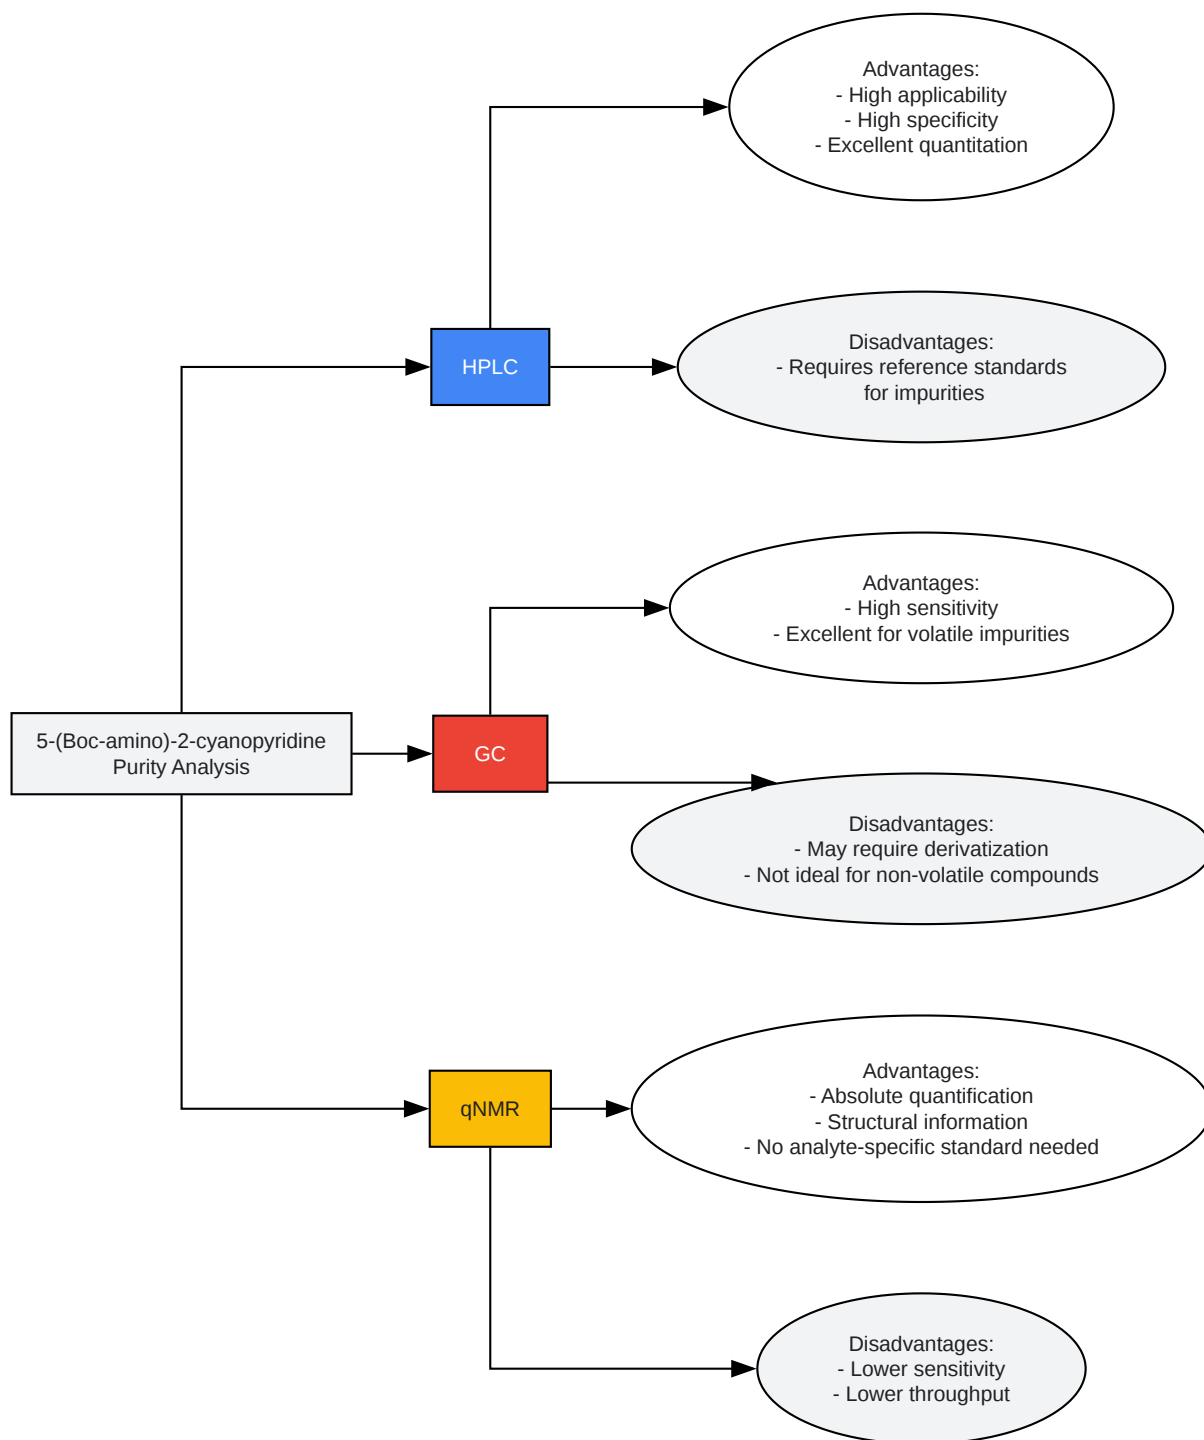 Advantages:
- High applicability
- High specificity
- Excellent quantitation
HPLC
Disadvantages:
- Requires reference standards
for impurities
Advantages:
- High sensitivity
- Excellent for volatile impurities
5-(Boc-amino)-2-cyanopyridine
Purity Analysis
GC
Disadvantages:
- May require derivatization
- Not ideal for non-volatile compounds
qNMR
Advantages:
- Absolute quantification
- Structural information
- No analyte-specific standard needed
Disadvantages:
- Lower sensitivity
- Lower throughput